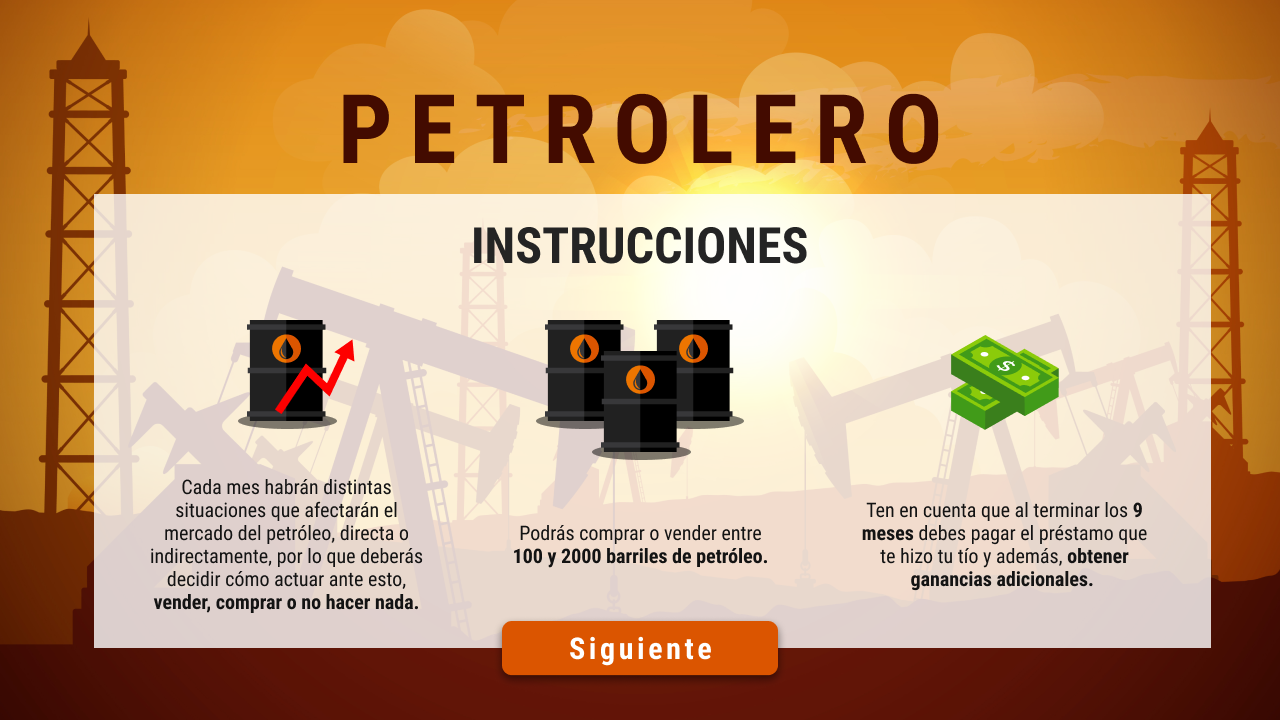 PETROLERO
INSTRUCCIONES
Cada mes habrán distintas
situaciones que afectarán el
mercado del petróleo, directa o
indirectamente, por lo que deberás
decidir cómo actuar ante esto,
vender, comprar o no hacer nada.
Podrás comprar o vender entre
100 y 2000 barriles de petróleo.
$
Ten en cuenta que al terminar los 9
meses debes pagar el préstamo que
te hizo tu tío y además, obtener
ganancias adicionales.
Siguiente